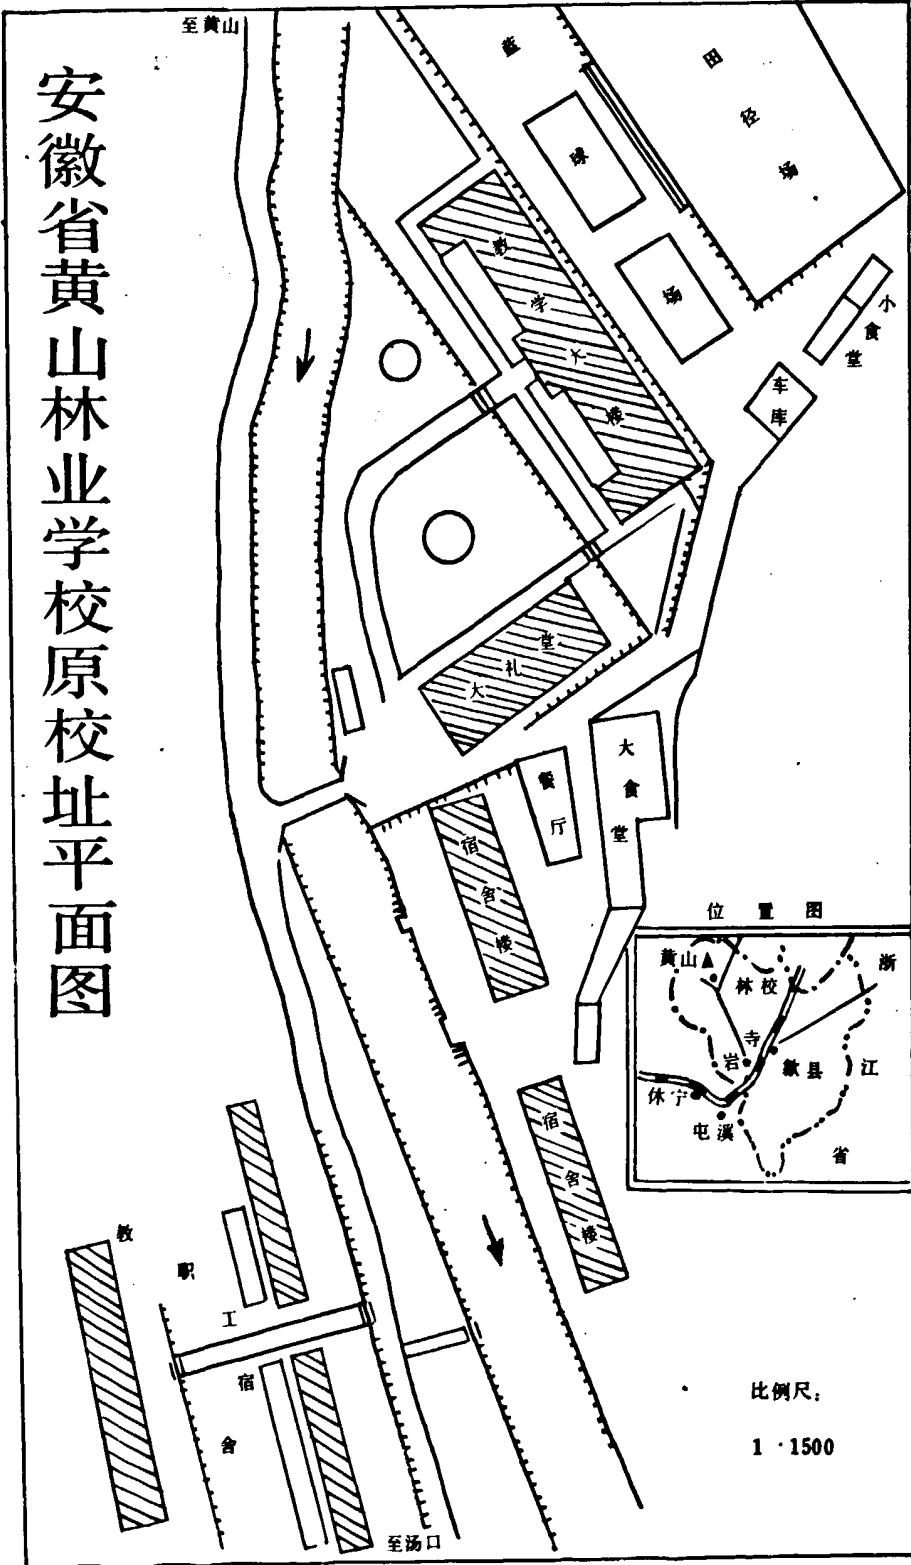 安徽省黄山林业学校原校址平面图
至黄山
篮球场
田径场
教学大楼
小食堂
车库
大礼堂
大食堂
餐厅
宿舍楼
宿舍楼
教职工宿舍
至汤口
位置图
黄山
林校
浙江省
岩寺
歙县
休宁
屯溪
比例尺:
1:1500